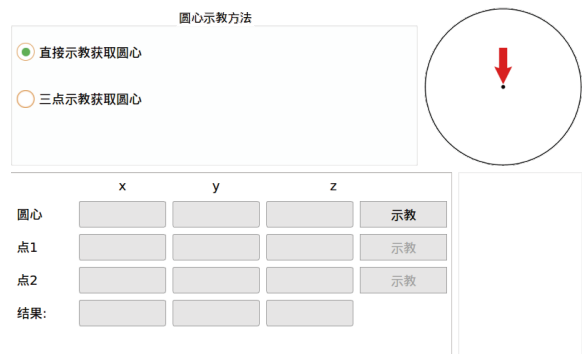 圆心示教方法
直接示教获取圆心
三点示教获取圆心
x y z
圆心 示教
点1 示教
点2 示教
结果: